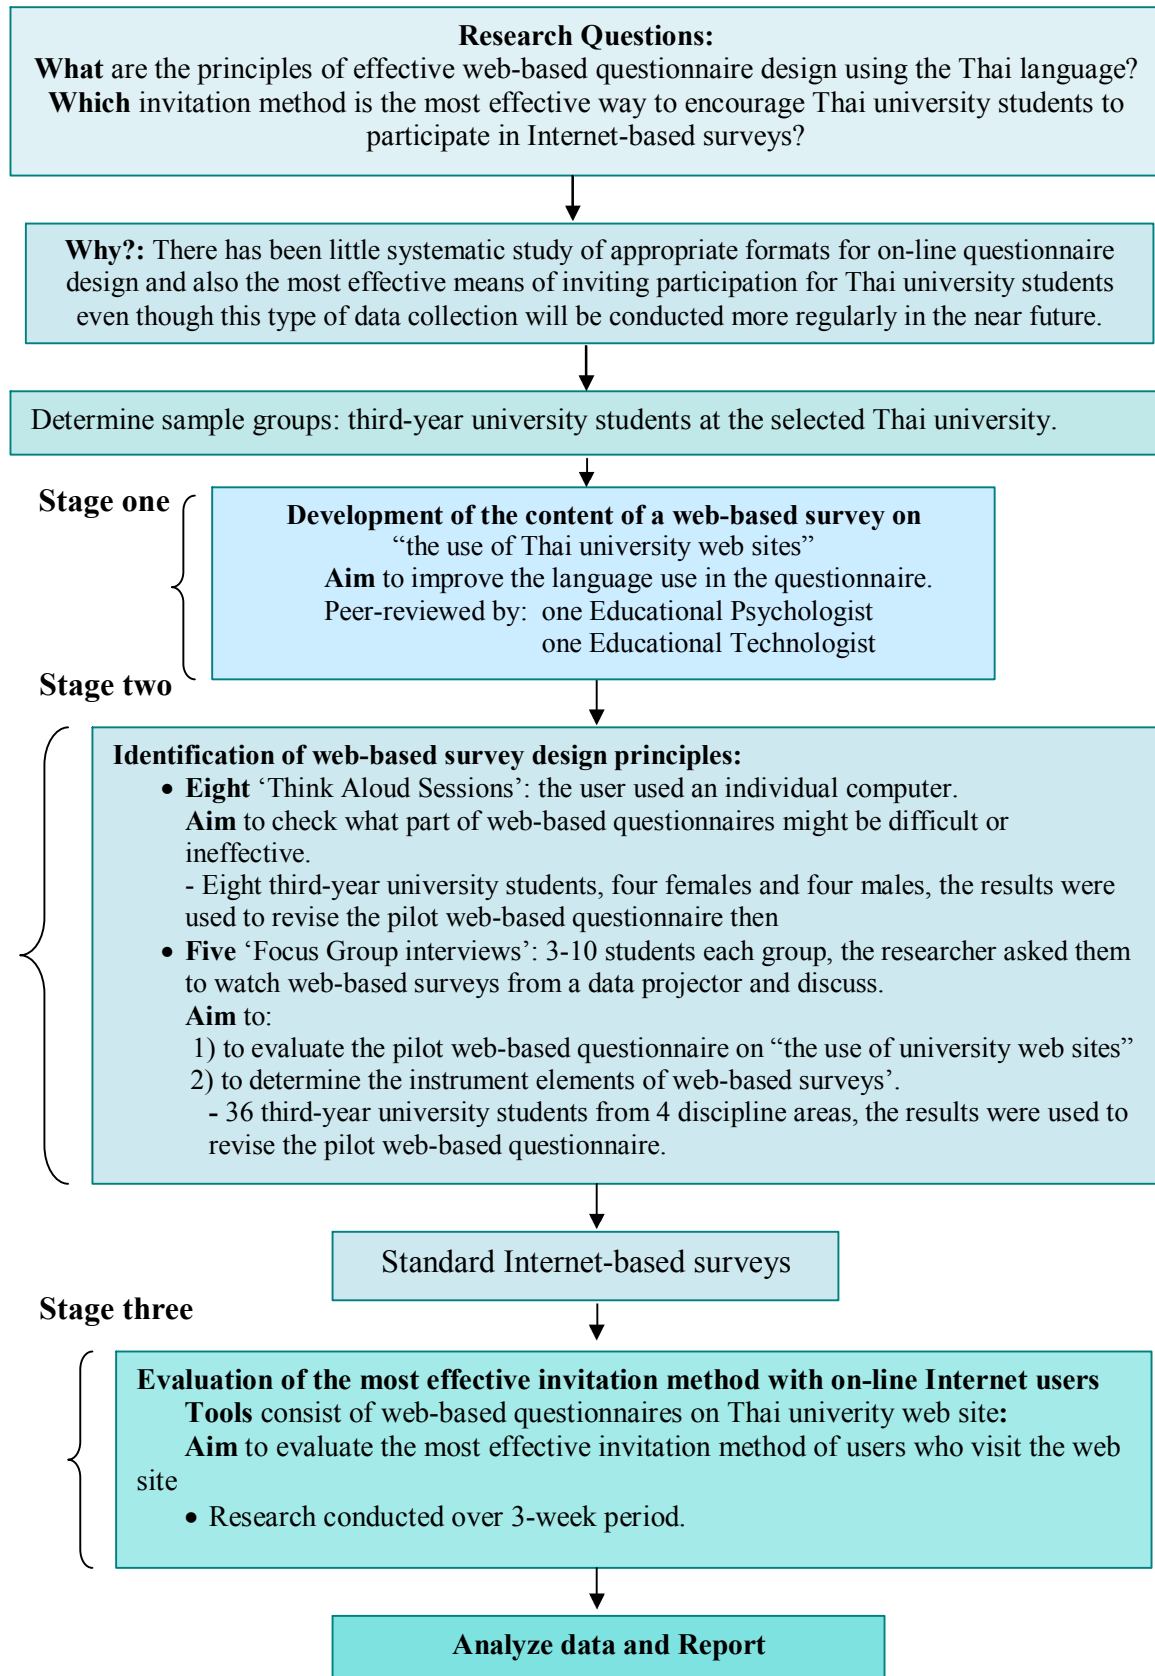 Research Questions:
What are the principles of effective web-based questionnaire design using the Thai language?
Which invitation method is the most effective way to encourage Thai university students to
participate in Internet-based surveys?
Why?: There has been little systematic study of appropriate formats for on-line questionnaire
design and also the most effective means of inviting participation for Thai university students
even though this type of data collection will be conducted more regularly in the near future.
Determine sample groups: third-year university students at the selected Thai university.
Stage one
Development of the content of a web-based survey on
“the use of Thai university web sites”
Aim to improve the language use in the questionnaire.
Peer-reviewed by: one Educational Psychologist
one Educational Technologist
Stage two
Identification of web-based survey design principles:
• Eight ‘Think Aloud Sessions’: the user used an individual computer.
Aim to check what part of web-based questionnaires might be difficult or
ineffective.
- Eight third-year university students, four females and four males, the results were
used to revise the pilot web-based questionnaire then
• Five ‘Focus Group interviews’: 3-10 students each group, the researcher asked them
to watch web-based surveys from a data projector and discuss.
Aim to:
1) to evaluate the pilot web-based questionnaire on “the use of university web sites”
2) to determine the instrument elements of web-based surveys’.
- 36 third-year university students from 4 discipline areas, the results were used to
revise the pilot web-based questionnaire.
Standard Internet-based surveys
Stage three
Evaluation of the most effective invitation method with on-line Internet users
Tools consist of web-based questionnaires on Thai univerity web site:
Aim to evaluate the most effective invitation method of users who visit the web
site
• Research conducted over 3-week period.
Analyze data and Report